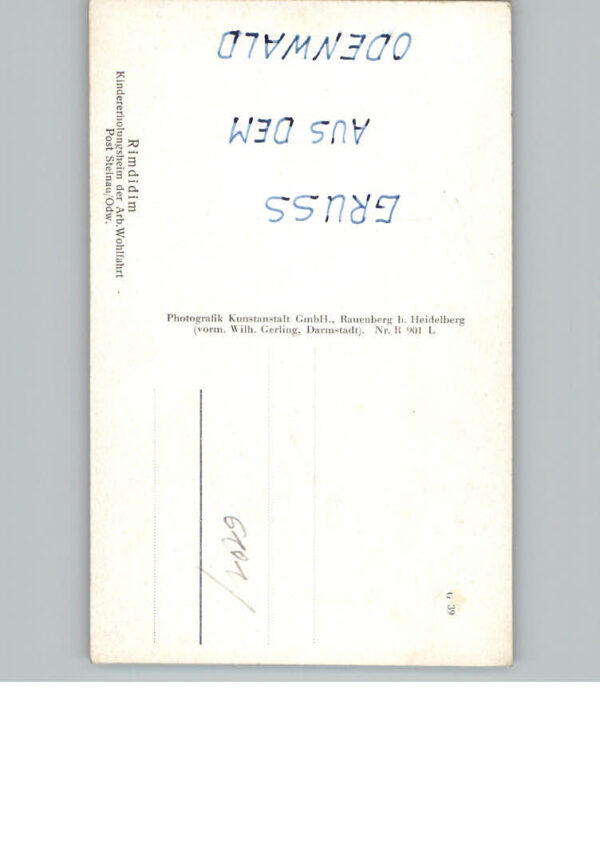 GRUSS
AUS DEM
ODENWALD
Rimdidim
Kindererholungsheim der Arb.Wohlfahrt
Post Steinau/Odw.
Photografik Kunstanstalt GmbH., Rauenberg b. Heidelberg
(vorm. Wilh. Gerling, Darmstadt). Nr. R 901 L
G 39